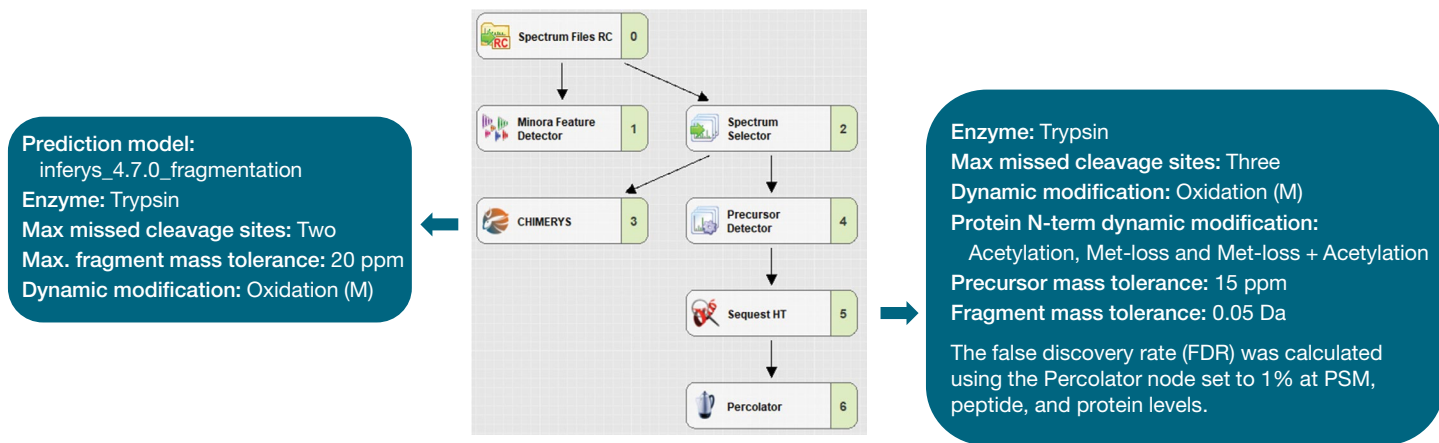 Prediction model:
inferys_4.7.0_fragmentation
Enzyme: Trypsin
Max missed cleavage sites: Two
Max. fragment mass tolerance: 20 ppm
Dynamic modification: Oxidation (M)
RC
Spectrum Files RC 0
Minora Feature
Detector
1
Spectrum
Selector
2
CHIMERYS 3
Precursor
Detector
4
Sequest HT 5
Percolator 6
Enzyme: Trypsin
Max missed cleavage sites: Three
Dynamic modification: Oxidation (M)
Protein N-term dynamic modification:
Acetylation, Met-loss and Met-loss + Acetylation
Precursor mass tolerance: 15 ppm
Fragment mass tolerance: 0.05 Da
The false discovery rate (FDR) was calculated
using the Percolator node set to 1% at PSM,
peptide, and protein levels.